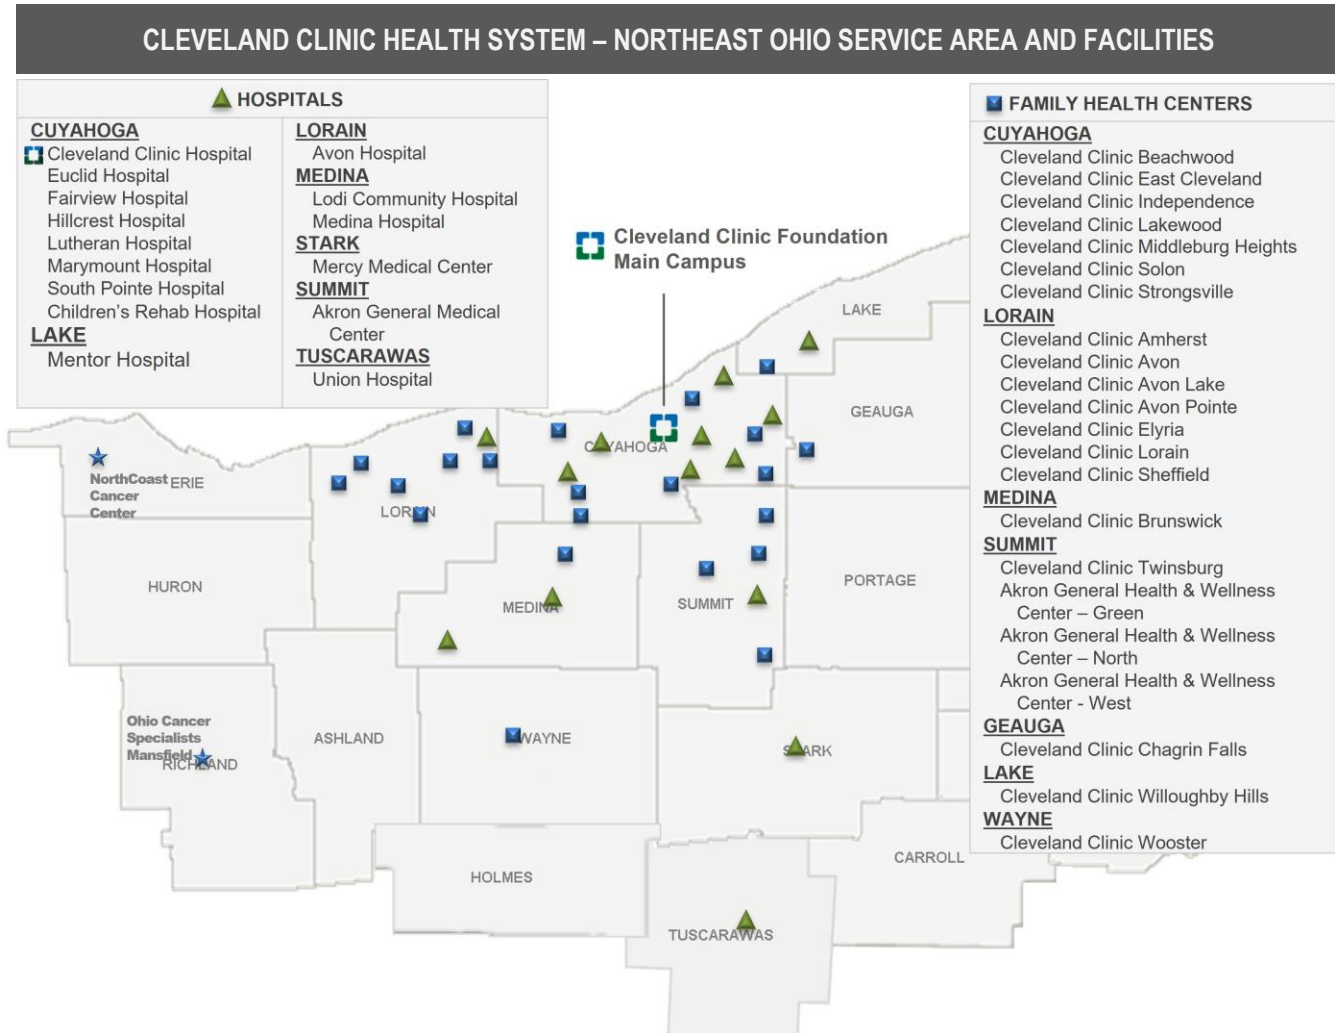 CLEVELAND CLINIC HEALTH SYSTEM – NORTHEAST OHIO SERVICE AREA AND FACILITIES
HOSPITALS
CUYAHOGA
Cleveland Clinic Hospital
Euclid Hospital
Fairview Hospital
Hillcrest Hospital
Lutheran Hospital
Marymount Hospital
South Pointe Hospital
Children's Rehab Hospital
LAKE
Mentor Hospital
LORAIN
Avon Hospital
MEDINA
Lodi Community Hospital
Medina Hospital
STARK
Mercy Medical Center
SUMMIT
Akron General Medical
Center
TUSCARAWAS
Union Hospital
Cleveland Clinic Foundation
Main Campus
FAMILY HEALTH CENTERS
CUYAHOGA
Cleveland Clinic Beachwood
Cleveland Clinic East Cleveland
Cleveland Clinic Independence
Cleveland Clinic Lakewood
Cleveland Clinic Middleburg Heights
Cleveland Clinic Solon
Cleveland Clinic Strongsville
LORAIN
Cleveland Clinic Amherst
Cleveland Clinic Avon
Cleveland Clinic Avon Lake
Cleveland Clinic Avon Pointe
Cleveland Clinic Elyria
Cleveland Clinic Lorain
Cleveland Clinic Sheffield
MEDINA
Cleveland Clinic Brunswick
SUMMIT
Cleveland Clinic Twinsburg
Akron General Health & Wellness
Center – Green
Akron General Health & Wellness
Center – North
Akron General Health & Wellness
Center - West
GEAUGA
Cleveland Clinic Chagrin Falls
LAKE
Cleveland Clinic Willoughby Hills
WAYNE
Cleveland Clinic Wooster
LAKE
GEAUGA
CUYAHOGA
NorthCoast
Cancer
Center
ERIE
LORAIN
HURON
MEDINA
SUMMIT
PORTAGE
Ohio Cancer
Specialists
Mansfield
RICHLAND
ASHLAND
WAYNE
STARK
HOLMES
CARROLL
TUSCARAWAS